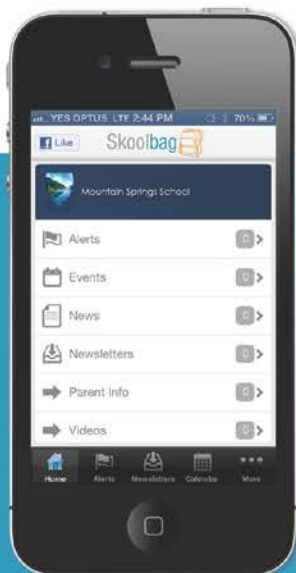 YES OPTUS LTE 2:44 PM 70%
Like Skoolbag
Mountain Springs School
Alerts 0
Events 0
News 0
Newsletters 0
Parent Info 0
Videos 0
Home Alerts Newsletters Calendar More